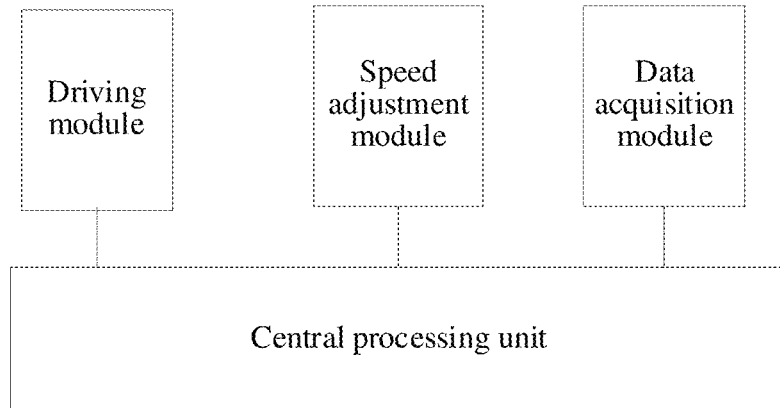 Driving
module
Speed
adjustment
module
Data
acquisition
module
Central processing unit